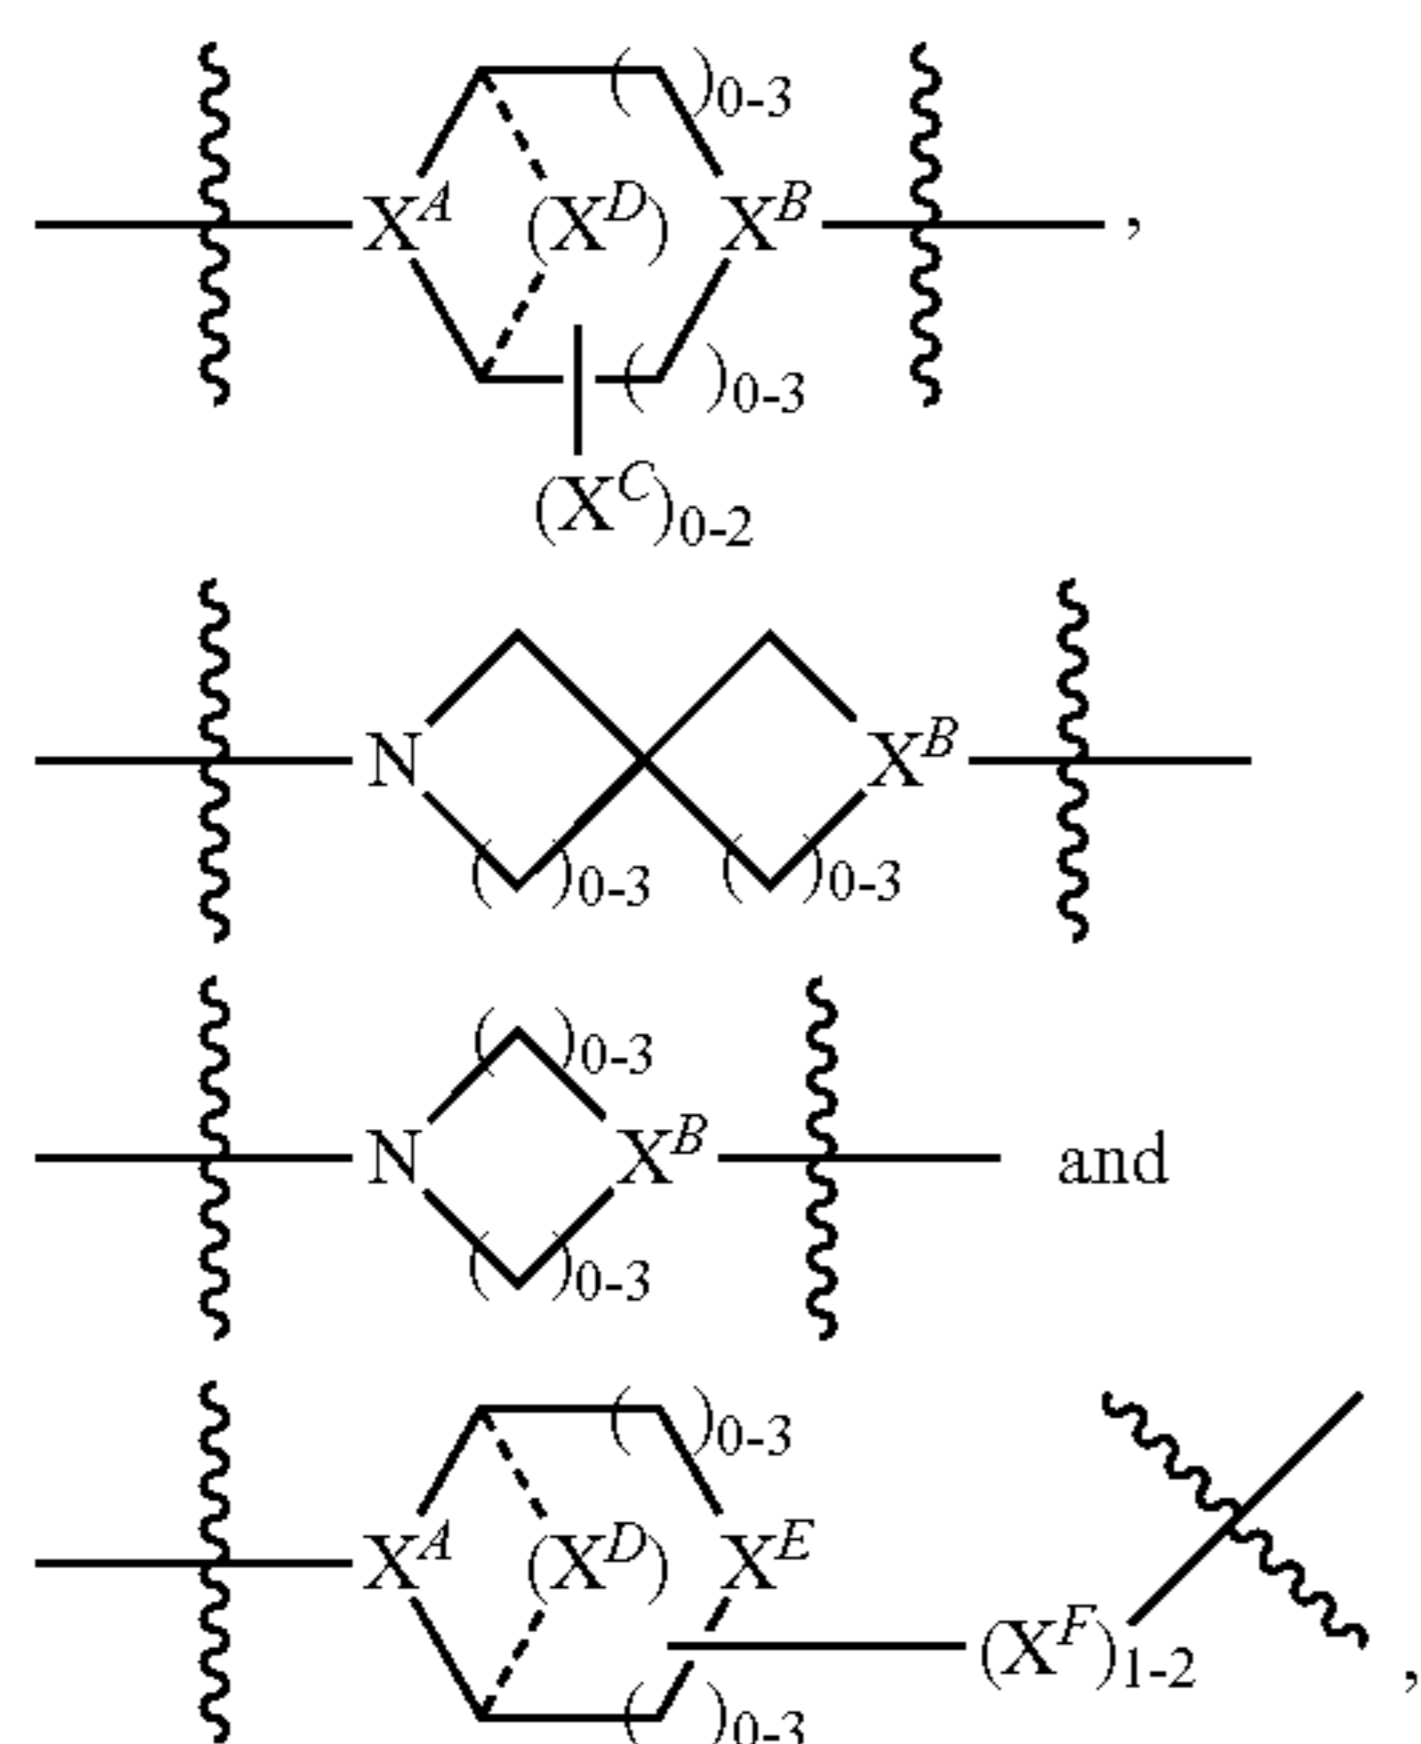 ( )0-3
X^A (X^D) X^B ,
( )0-3
(X^C)0-2
N X^B
( )0-3 ( )0-3
( )0-3
N X^B and
( )0-3
( )0-3
X^A (X^D) X^E
(X^F)1-2 ,
( )0-3